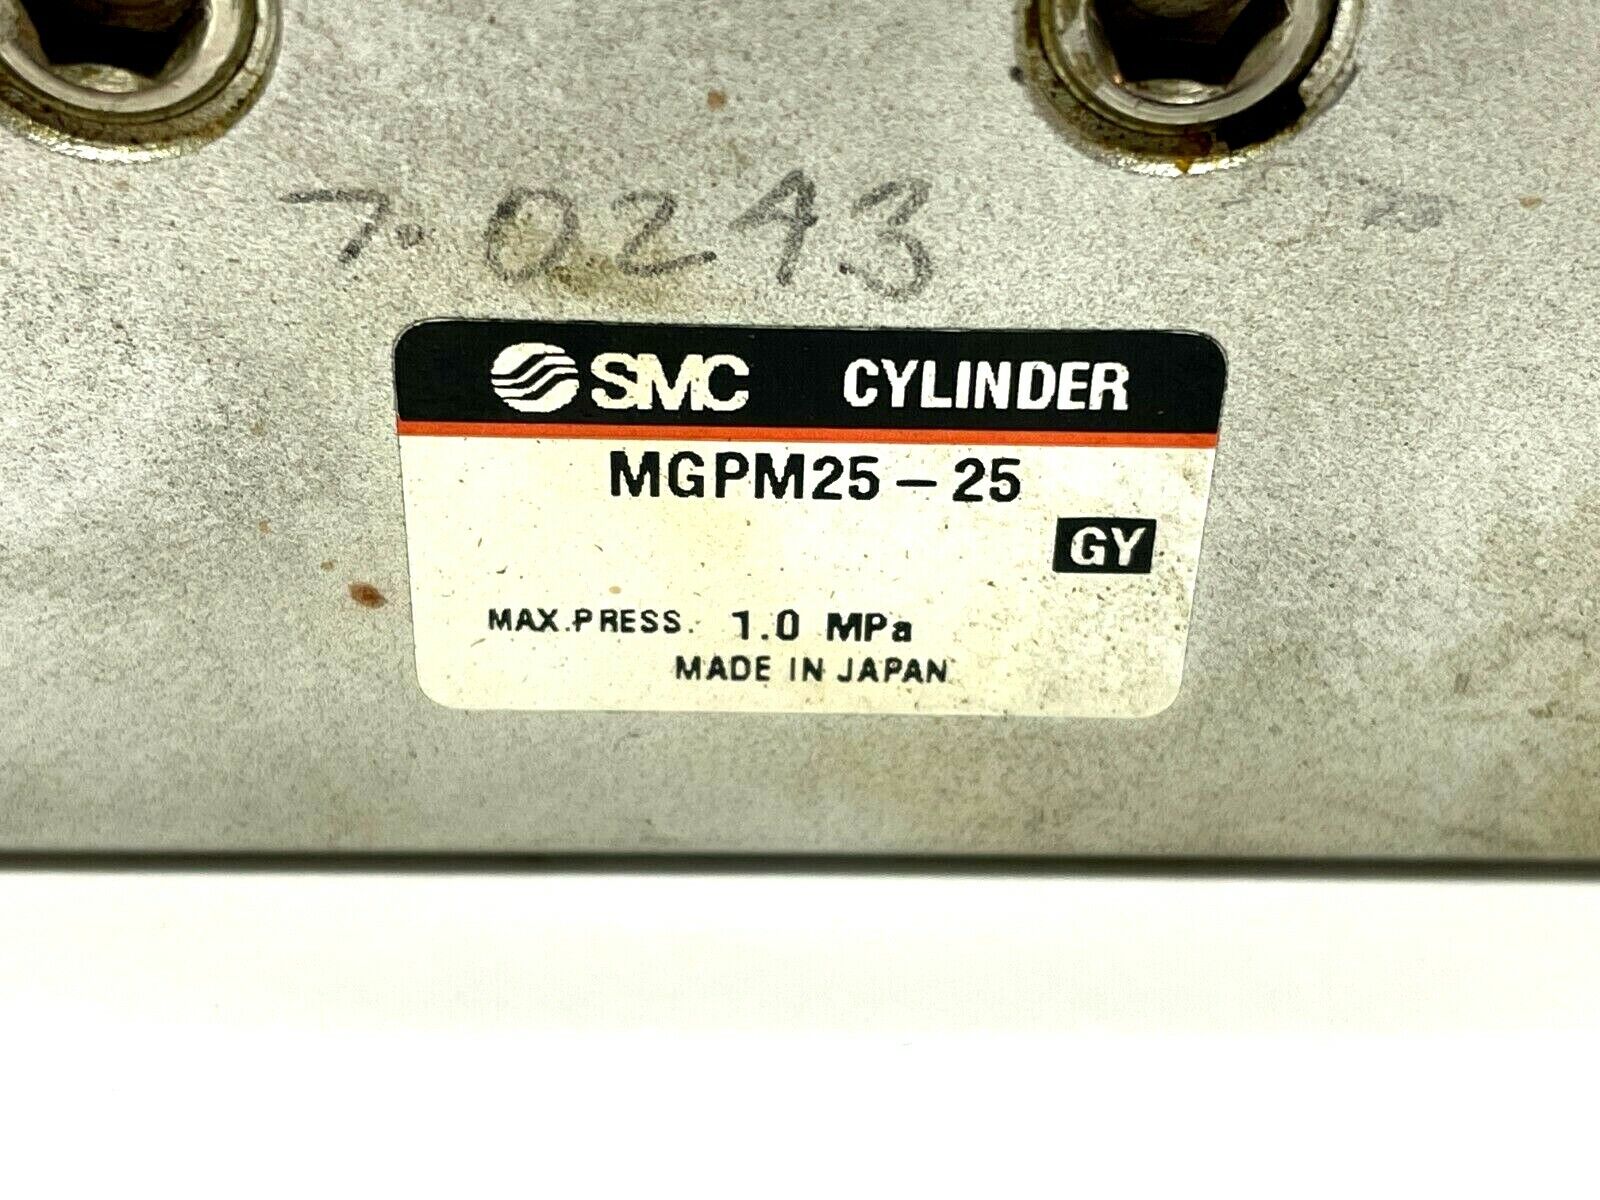 7-0243
SMC CYLINDER
MGPM25-25
GY
MAX.PRESS. 1.0 MPa
MADE IN JAPAN